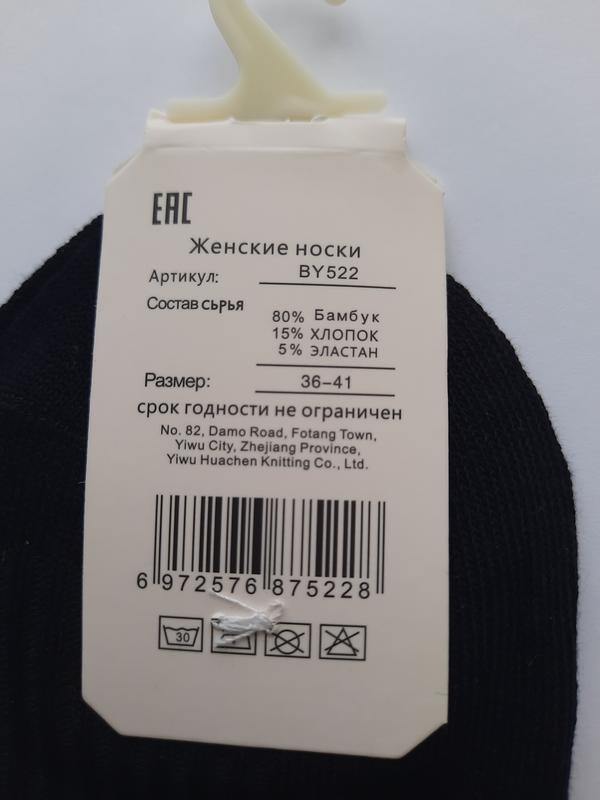 EAC
Женские носки
Артикул: BY522
Состав сырья
80% Бамбук
15% ХЛОПОК
5% ЭЛАСТАН
Размер: 36-41
срок годности не ограничен
No. 82, Damo Road, Fotang Town,
Yiwu City, Zhejiang Province,
Yiwu Huachen Knitting Co., Ltd.
6 972576 875228
30